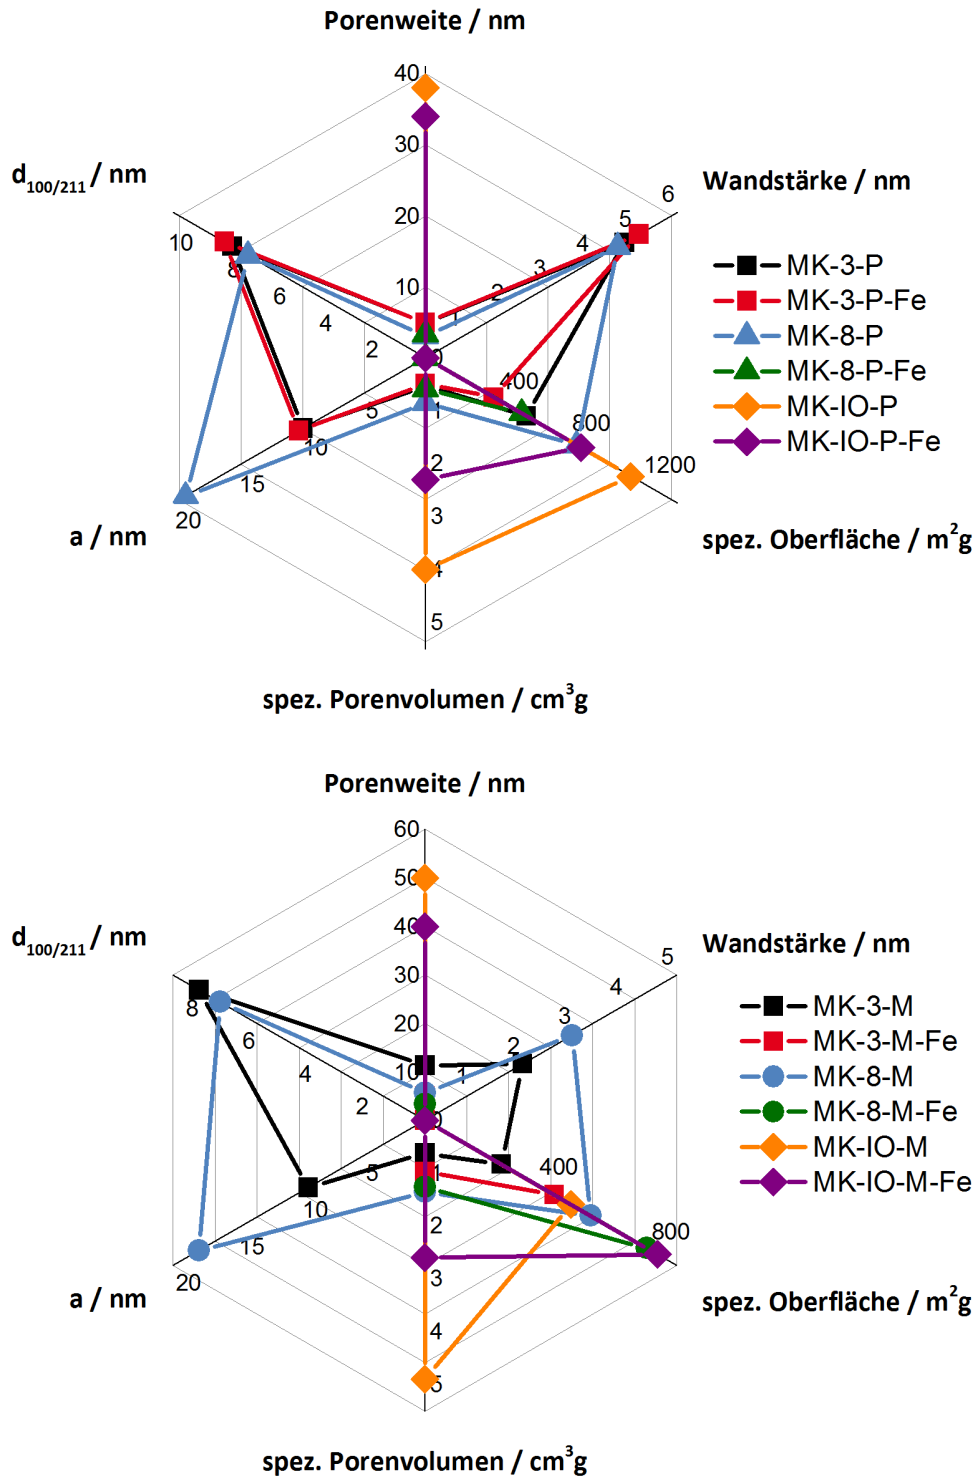 Porenweite / nm
40
30
20
10
0
d100/211 / nm
10
8
6
4
2
Wandstärke / nm
6
5
4
3
2
1
MK-3-P
MK-3-P-Fe
MK-8-P
MK-8-P-Fe
MK-IO-P
MK-IO-P-Fe
400
800
1200
spez. Oberfläche / m²g
5
10
15
20
a / nm
1
2
3
4
5
spez. Porenvolumen / cm³g
Porenweite / nm
60
50
40
30
20
10
0
d100/211 / nm
8
6
4
2
Wandstärke / nm
5
4
3
2
1
MK-3-M
MK-3-M-Fe
MK-8-M
MK-8-M-Fe
MK-IO-M
MK-IO-M-Fe
400
800
spez. Oberfläche / m²g
5
10
15
20
a / nm
1
2
3
4
5
spez. Porenvolumen / cm³g